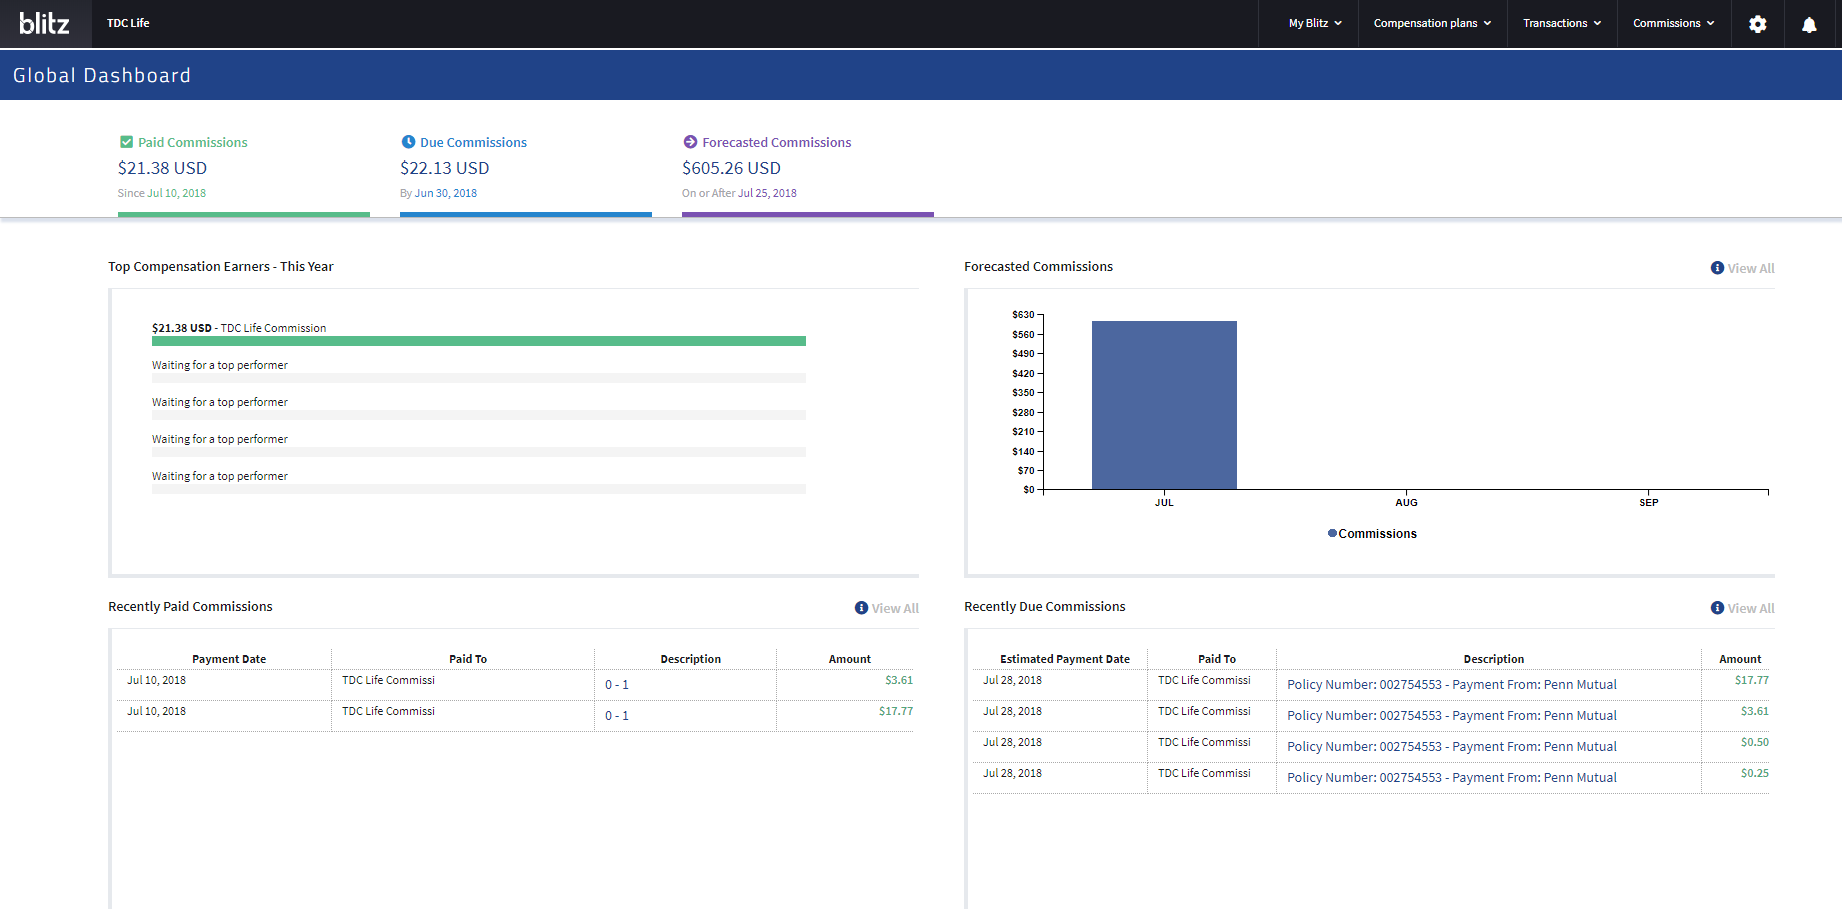 blitz TDC Life My Blitz Compensation plans Transactions Commissions
Global Dashboard
Paid Commissions Due Commissions Forecasted Commissions
$21.38 USD $22.13 USD $605.26 USD
Since Jul 10, 2018 By Jun 30, 2018 On or After Jul 25, 2018
Top Compensation Earners - This Year
$21.38 USD - TDC Life Commission
Waiting for a top performer
Waiting for a top performer
Waiting for a top performer
Waiting for a top performer
Forecasted Commissions View All
$630
$560
$490
$420
$350
$280
$210
$140
$70
$0
JUL AUG SEP
Commissions
Recently Paid Commissions View All
Payment Date Paid To Description Amount
Jul 10, 2018 TDC Life Commissi 0 - 1 $3.61
Jul 10, 2018 TDC Life Commissi 0 - 1 $17.77
Recently Due Commissions View All
Estimated Payment Date Paid To Description Amount
Jul 28, 2018 TDC Life Commissi Policy Number: 002754553 - Payment From: Penn Mutual $17.77
Jul 28, 2018 TDC Life Commissi Policy Number: 002754553 - Payment From: Penn Mutual $3.61
Jul 28, 2018 TDC Life Commissi Policy Number: 002754553 - Payment From: Penn Mutual $0.50
Jul 28, 2018 TDC Life Commissi Policy Number: 002754553 - Payment From: Penn Mutual $0.25